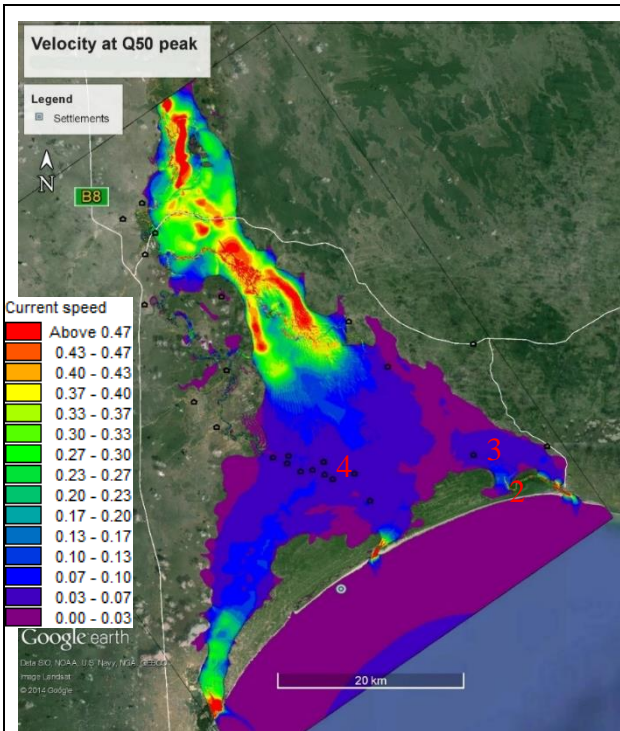 Velocity at Q50 peak
Legend
Settlements
N
B8
Current speed
Above 0.47
0.43 - 0.47
0.40 - 0.43
0.37 - 0.40
0.33 - 0.37
0.30 - 0.33
0.27 - 0.30
0.23 - 0.27
0.20 - 0.23
0.17 - 0.20
0.13 - 0.17
0.10 - 0.13
0.07 - 0.10
0.03 - 0.07
0.00 - 0.03
4
3
2
Google earth
Data SIO, NOAA, U.S. Navy, NGA, GEBCO
Image Landsat
© 2014 Google
20 km